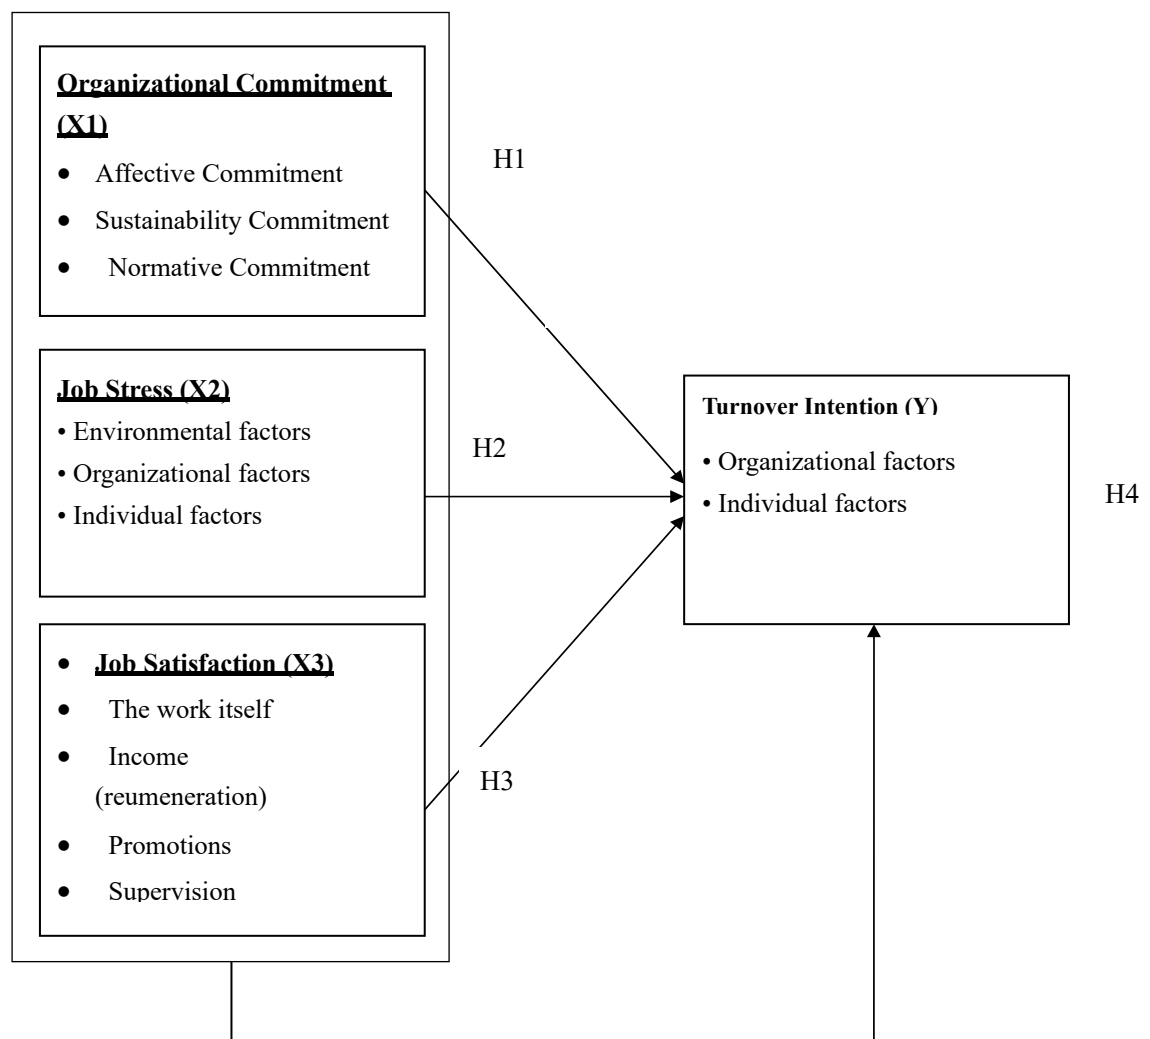 Organizational Commitment
(X1)
• Affective Commitment
• Sustainability Commitment
• Normative Commitment
H1
Job Stress (X2)
• Environmental factors
• Organizational factors
• Individual factors
H2
Turnover Intention (Y)
• Organizational factors
• Individual factors
H4
• Job Satisfaction (X3)
• The work itself
• Income
(reumeneration)
• Promotions
• Supervision
H3